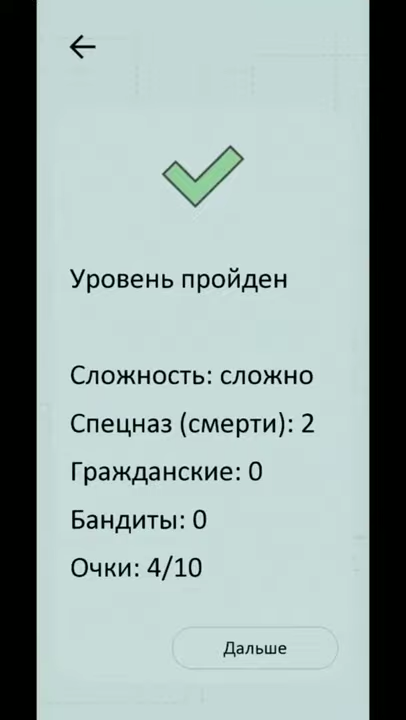 Уровень пройден
Сложность: сложно
Спецназ (смерти): 2
Гражданские: 0
Бандиты: 0
Очки: 4/10
Дальше